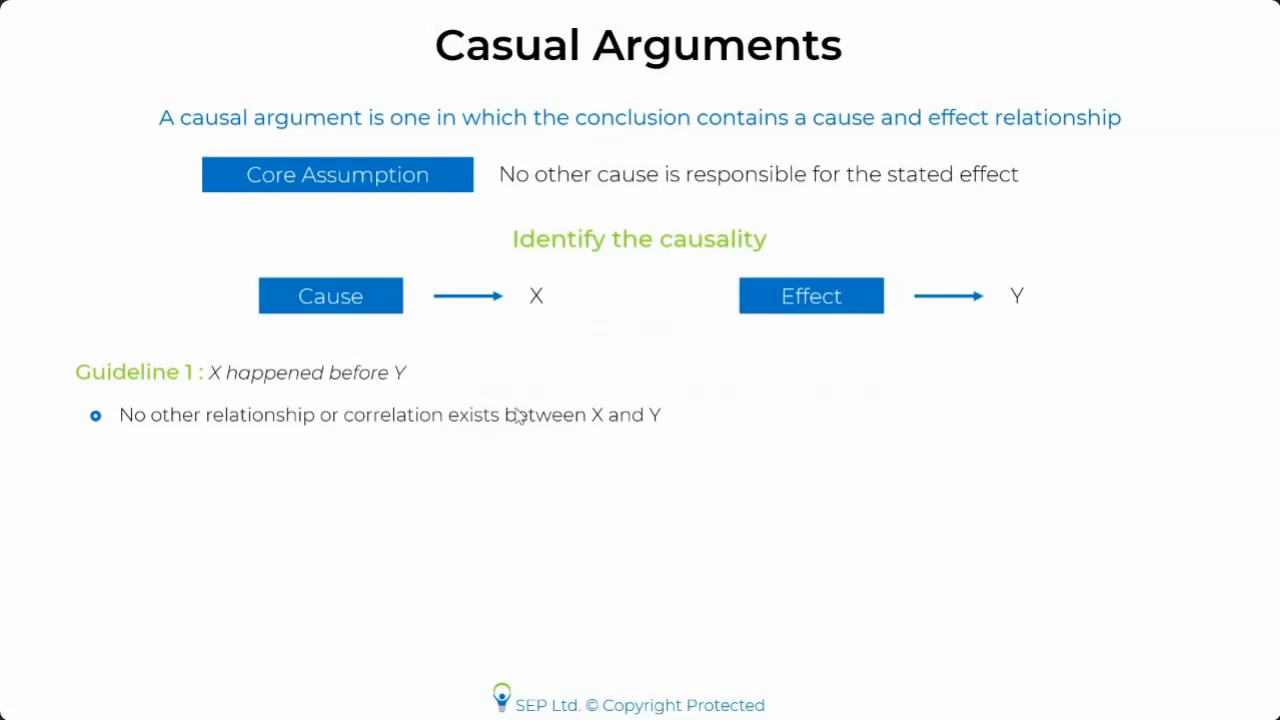 Casual Arguments
A causal argument is one in which the conclusion contains a cause and effect relationship
Core Assumption No other cause is responsible for the stated effect
Identify the causality
Cause X Effect Y
Guideline 1 : X happened before Y
No other relationship or correlation exists between X and Y
SEP Ltd. © Copyright Protected